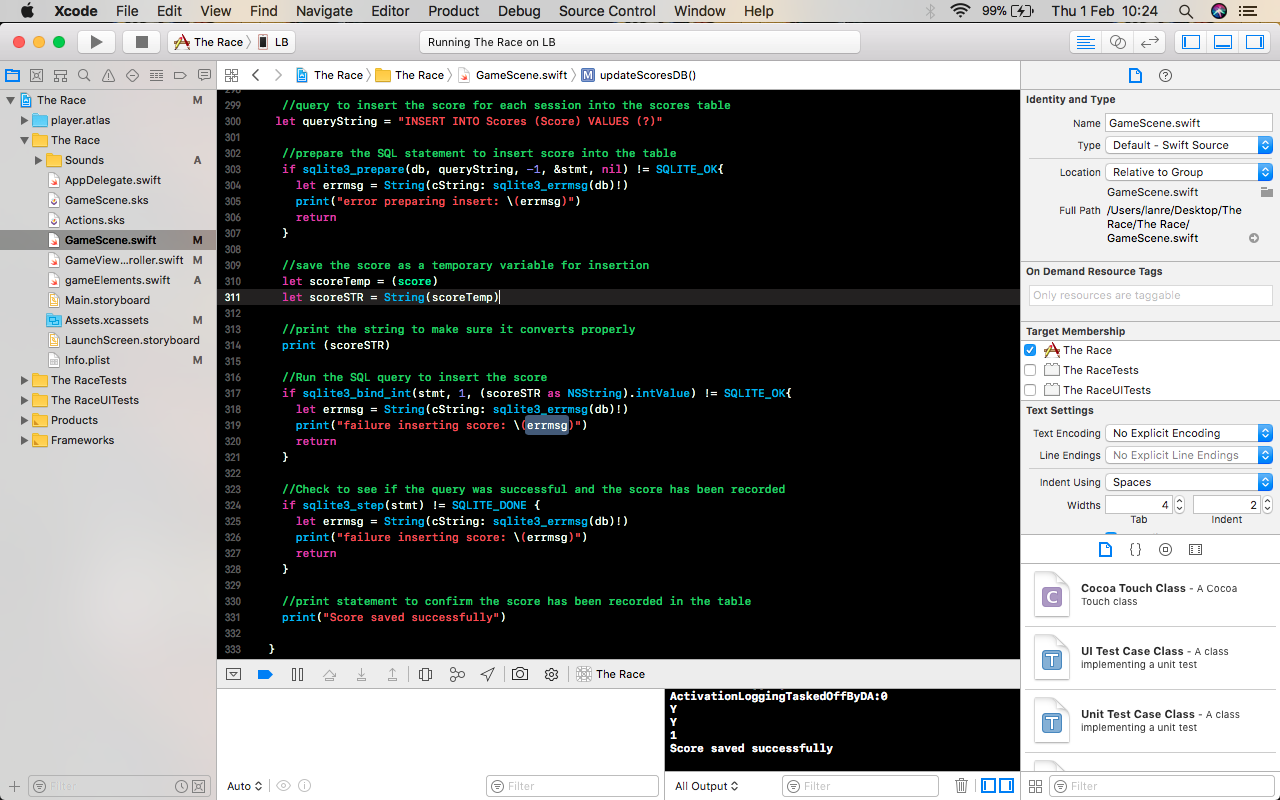 Xcode File Edit View Find Navigate Editor Product Debug Source Control Window Help 99% Thu 1 Feb 10:24
The Race LB Running The Race on LB
The Race The Race GameScene.swift M updateScoresDB()
The Race M
player.atlas
The Race
Sounds A
AppDelegate.swift
GameScene.sks
Actions.sks
GameScene.swift M
GameView...roller.swift M
gameElements.swift A
Main.storyboard
Assets.xcassets M
LaunchScreen.storyboard
Info.plist M
The RaceTests
The RaceUITests
Products
Frameworks
Filter
298
299 //query to insert the score for each session into the scores table
300 let queryString = "INSERT INTO Scores (Score) VALUES (?)"
301
302 //prepare the SQL statement to insert score into the table
303 if sqlite3_prepare(db, queryString, -1, &stmt, nil) != SQLITE_OK{
304 let errmsg = String(cString: sqlite3_errmsg(db)!)
305 print("error preparing insert: \(errmsg)")
306 return
307 }
308
309 //save the score as a temporary variable for insertion
310 let scoreTemp = (score)
311 let scoreSTR = String(scoreTemp)
312
313 //print the string to make sure it converts properly
314 print (scoreSTR)
315
316 //Run the SQL query to insert the score
317 if sqlite3_bind_int(stmt, 1, (scoreSTR as NSString).intValue) != SQLITE_OK{
318 let errmsg = String(cString: sqlite3_errmsg(db)!)
319 print("failure inserting score: \(errmsg)")
320 return
321 }
322
323 //Check to see if the query was successful and the score has been recorded
324 if sqlite3_step(stmt) != SQLITE_DONE {
325 let errmsg = String(cString: sqlite3_errmsg(db)!)
326 print("failure inserting score: \(errmsg)")
327 return
328 }
329
330 //print statement to confirm the score has been recorded in the table
331 print("Score saved successfully")
332
333 }
The Race
Auto Filter
ActivationLoggingTaskedOffByDA:0
Y
Y
1
Score saved successfully
All Output Filter
Identity and Type
Name GameScene.swift
Type Default - Swift Source
Location Relative to Group
GameScene.swift
Full Path /Users/lanre/Desktop/The
Race/The Race/
GameScene.swift
On Demand Resource Tags
Only resources are taggable
Target Membership
The Race
The RaceTests
The RaceUITests
Text Settings
Text Encoding No Explicit Encoding
Line Endings No Explicit Line Endings
Indent Using Spaces
Widths 4 2
Tab Indent
{}
C Cocoa Touch Class - A Cocoa
Touch class
T UI Test Case Class - A class
implementing a unit test
T Unit Test Case Class - A class
implementing a unit test
Filter